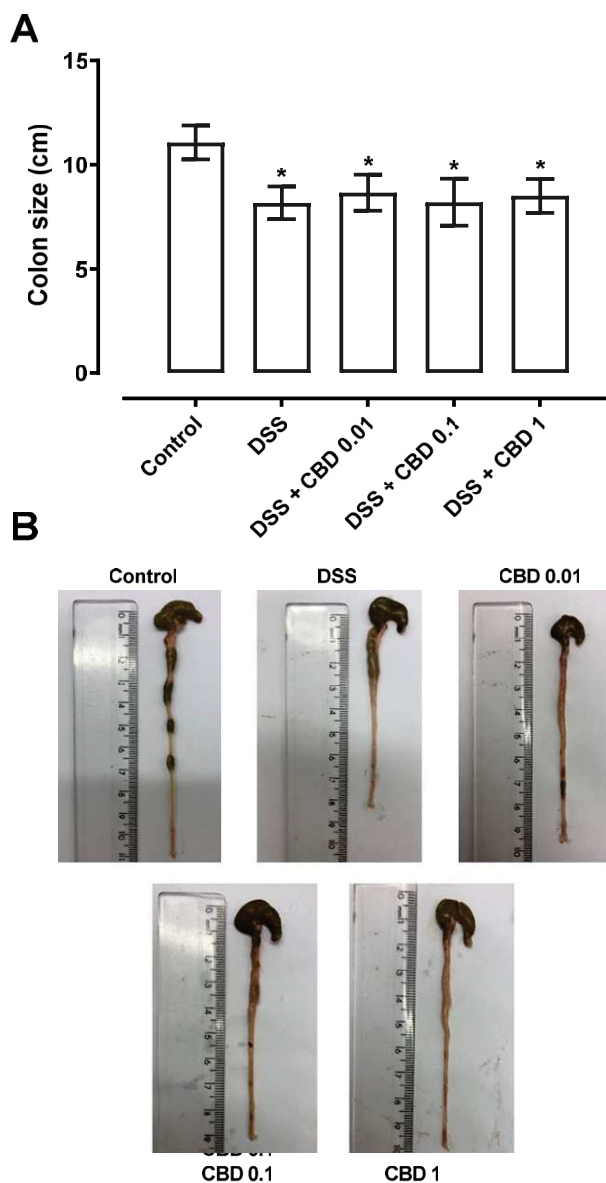 A
15
10
5
0
Colon size (cm)
*
*
*
*
Control
DSS
DSS + CBD 0.01
DSS + CBD 0.1
DSS + CBD 1
B
Control
DSS
CBD 0.01
CBD 0.1
CBD 1